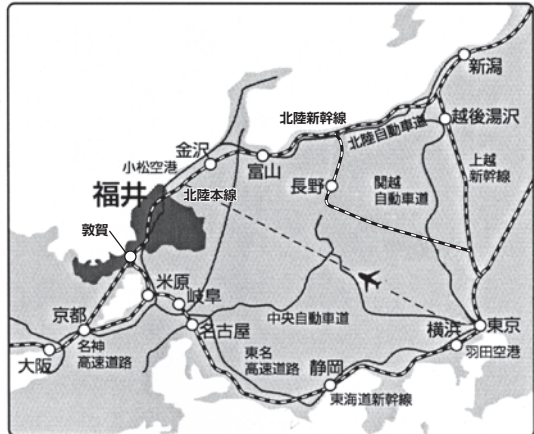 新潟
北陸新幹線
越後湯沢
北陸自動車道
金沢
小松空港
富山
上越
新幹線
関越
自動車道
長野
福井
北陸本線
敦賀
米原
岐阜
中央自動車道
京都
名古屋
横浜
東京
名神
高速道路
大阪
東名
高速道路
静岡
羽田空港
東海道新幹線